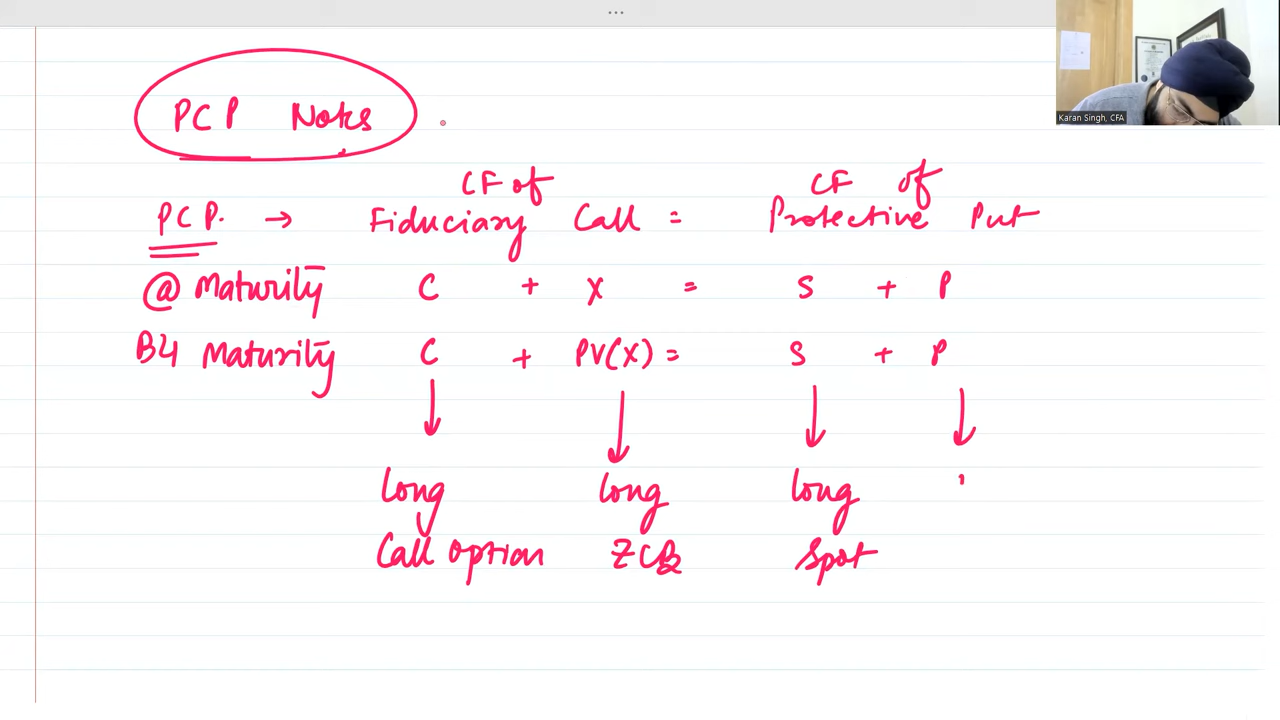 PCP Notes
CF of CF of
PCP. → Fiduciary Call = Protective Put
@ Maturity C + X = S + P
B4 Maturity C + PV(X) = S + P
Long Long Long
Call Option ZCB Spot
Karan Singh, CFA